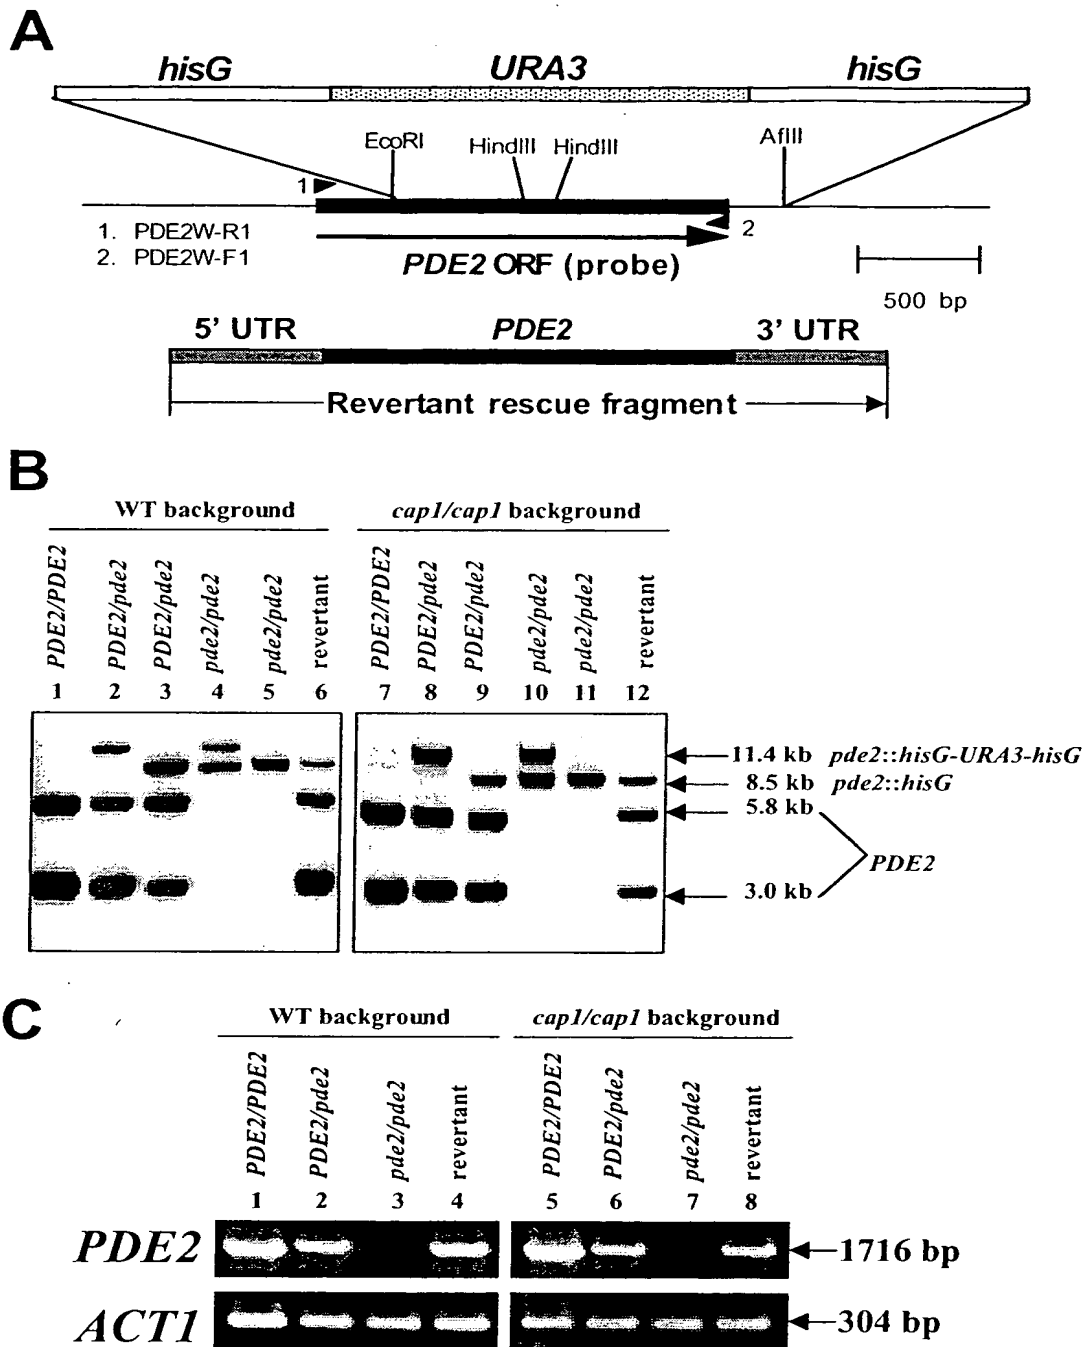 A
hisG URA3 hisG
EcoRI HindIII HindIII AflII
1
2
1. PDE2W-R1
2. PDE2W-F1
PDE2 ORF (probe)
500 bp
5' UTR PDE2 3' UTR
Revertant rescue fragment
B
WT background cap1/cap1 background
PDE2/PDE2 PDE2/pde2 PDE2/pde2 pde2/pde2 pde2/pde2 revertant PDE2/PDE2 PDE2/pde2 PDE2/pde2 pde2/pde2 pde2/pde2 revertant
1 2 3 4 5 6 7 8 9 10 11 12
11.4 kb pde2::hisG-URA3-hisG
8.5 kb pde2::hisG
5.8 kb
PDE2
3.0 kb
C
WT background cap1/cap1 background
PDE2/PDE2 PDE2/pde2 pde2/pde2 revertant PDE2/PDE2 PDE2/pde2 pde2/pde2 revertant
1 2 3 4 5 6 7 8
PDE2 1716 bp
ACT1 304 bp